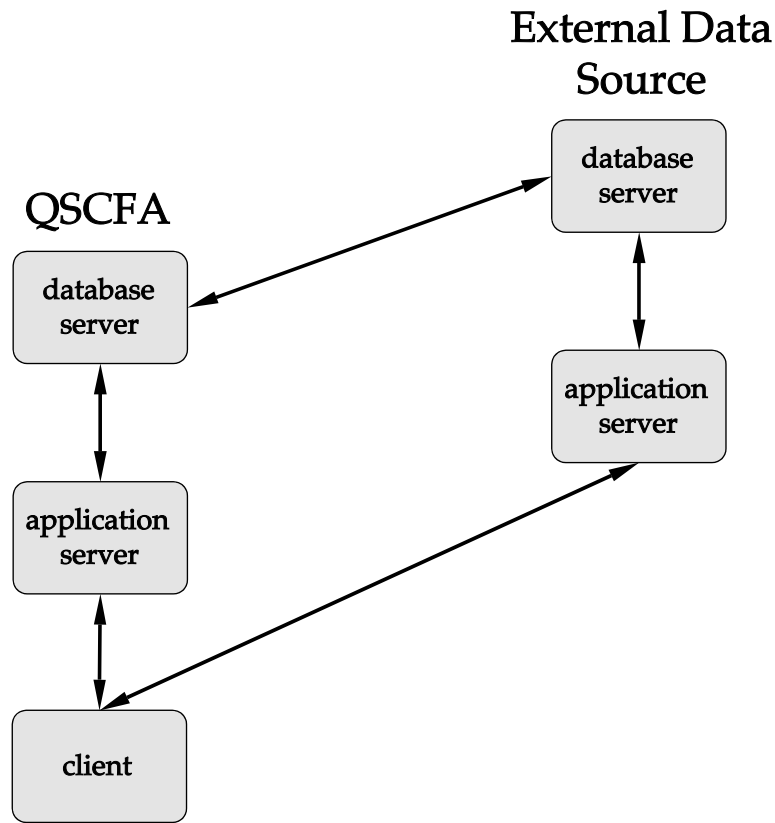 External Data
Source
database
server
QSCFA
database
server
application
server
application
server
client